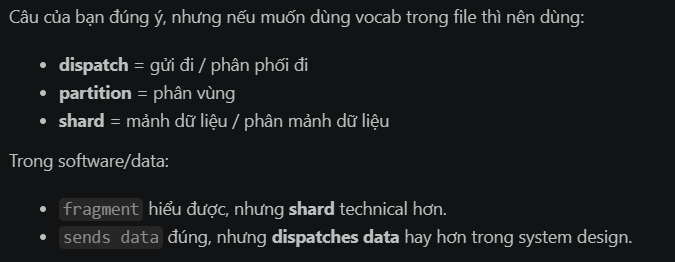 Câu của bạn đúng ý, nhưng nếu muốn dùng vocab trong file thì nên dùng:
• dispatch = gửi đi / phân phối đi
• partition = phân vùng
• shard = mảnh dữ liệu / phân mảnh dữ liệu
Trong software/data:
• fragment hiểu được, nhưng shard technical hơn.
• sends data đúng, nhưng dispatches data hay hơn trong system design.